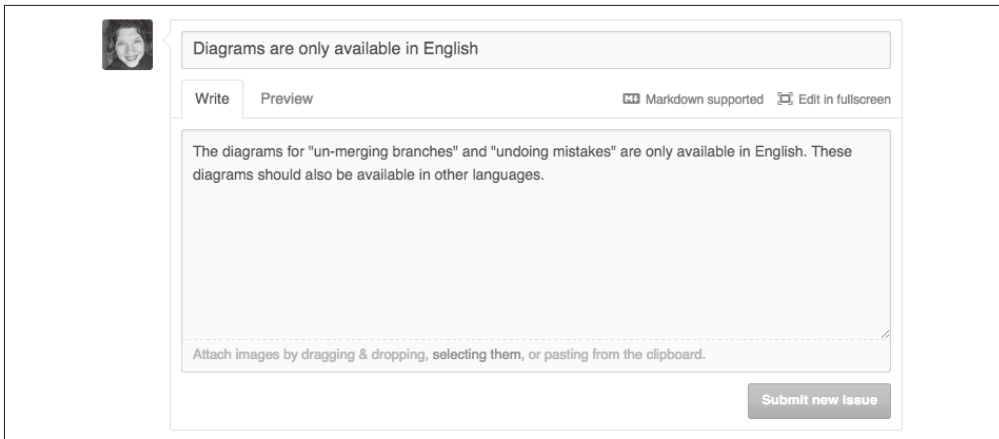 Diagrams are only available in English
Write Preview Markdown supported Edit in fullscreen
The diagrams for "un-merging branches" and "undoing mistakes" are only available in English. These
diagrams should also be available in other languages.
Attach images by dragging & dropping, selecting them, or pasting from the clipboard.
Submit new issue